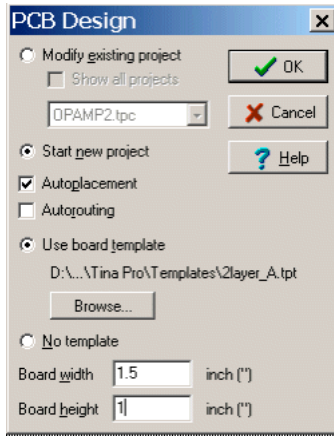 PCB Design
Modify existing project
OK
Show all projects
OPAMP2.tpc
Cancel
Start new project
Help
Autoplacement
Autorouting
Use board template
D:\...\Tina Pro\Templates\2layer_A.tpt
Browse...
No template
Board width 1.5 inch (")
Board height 1 inch (")